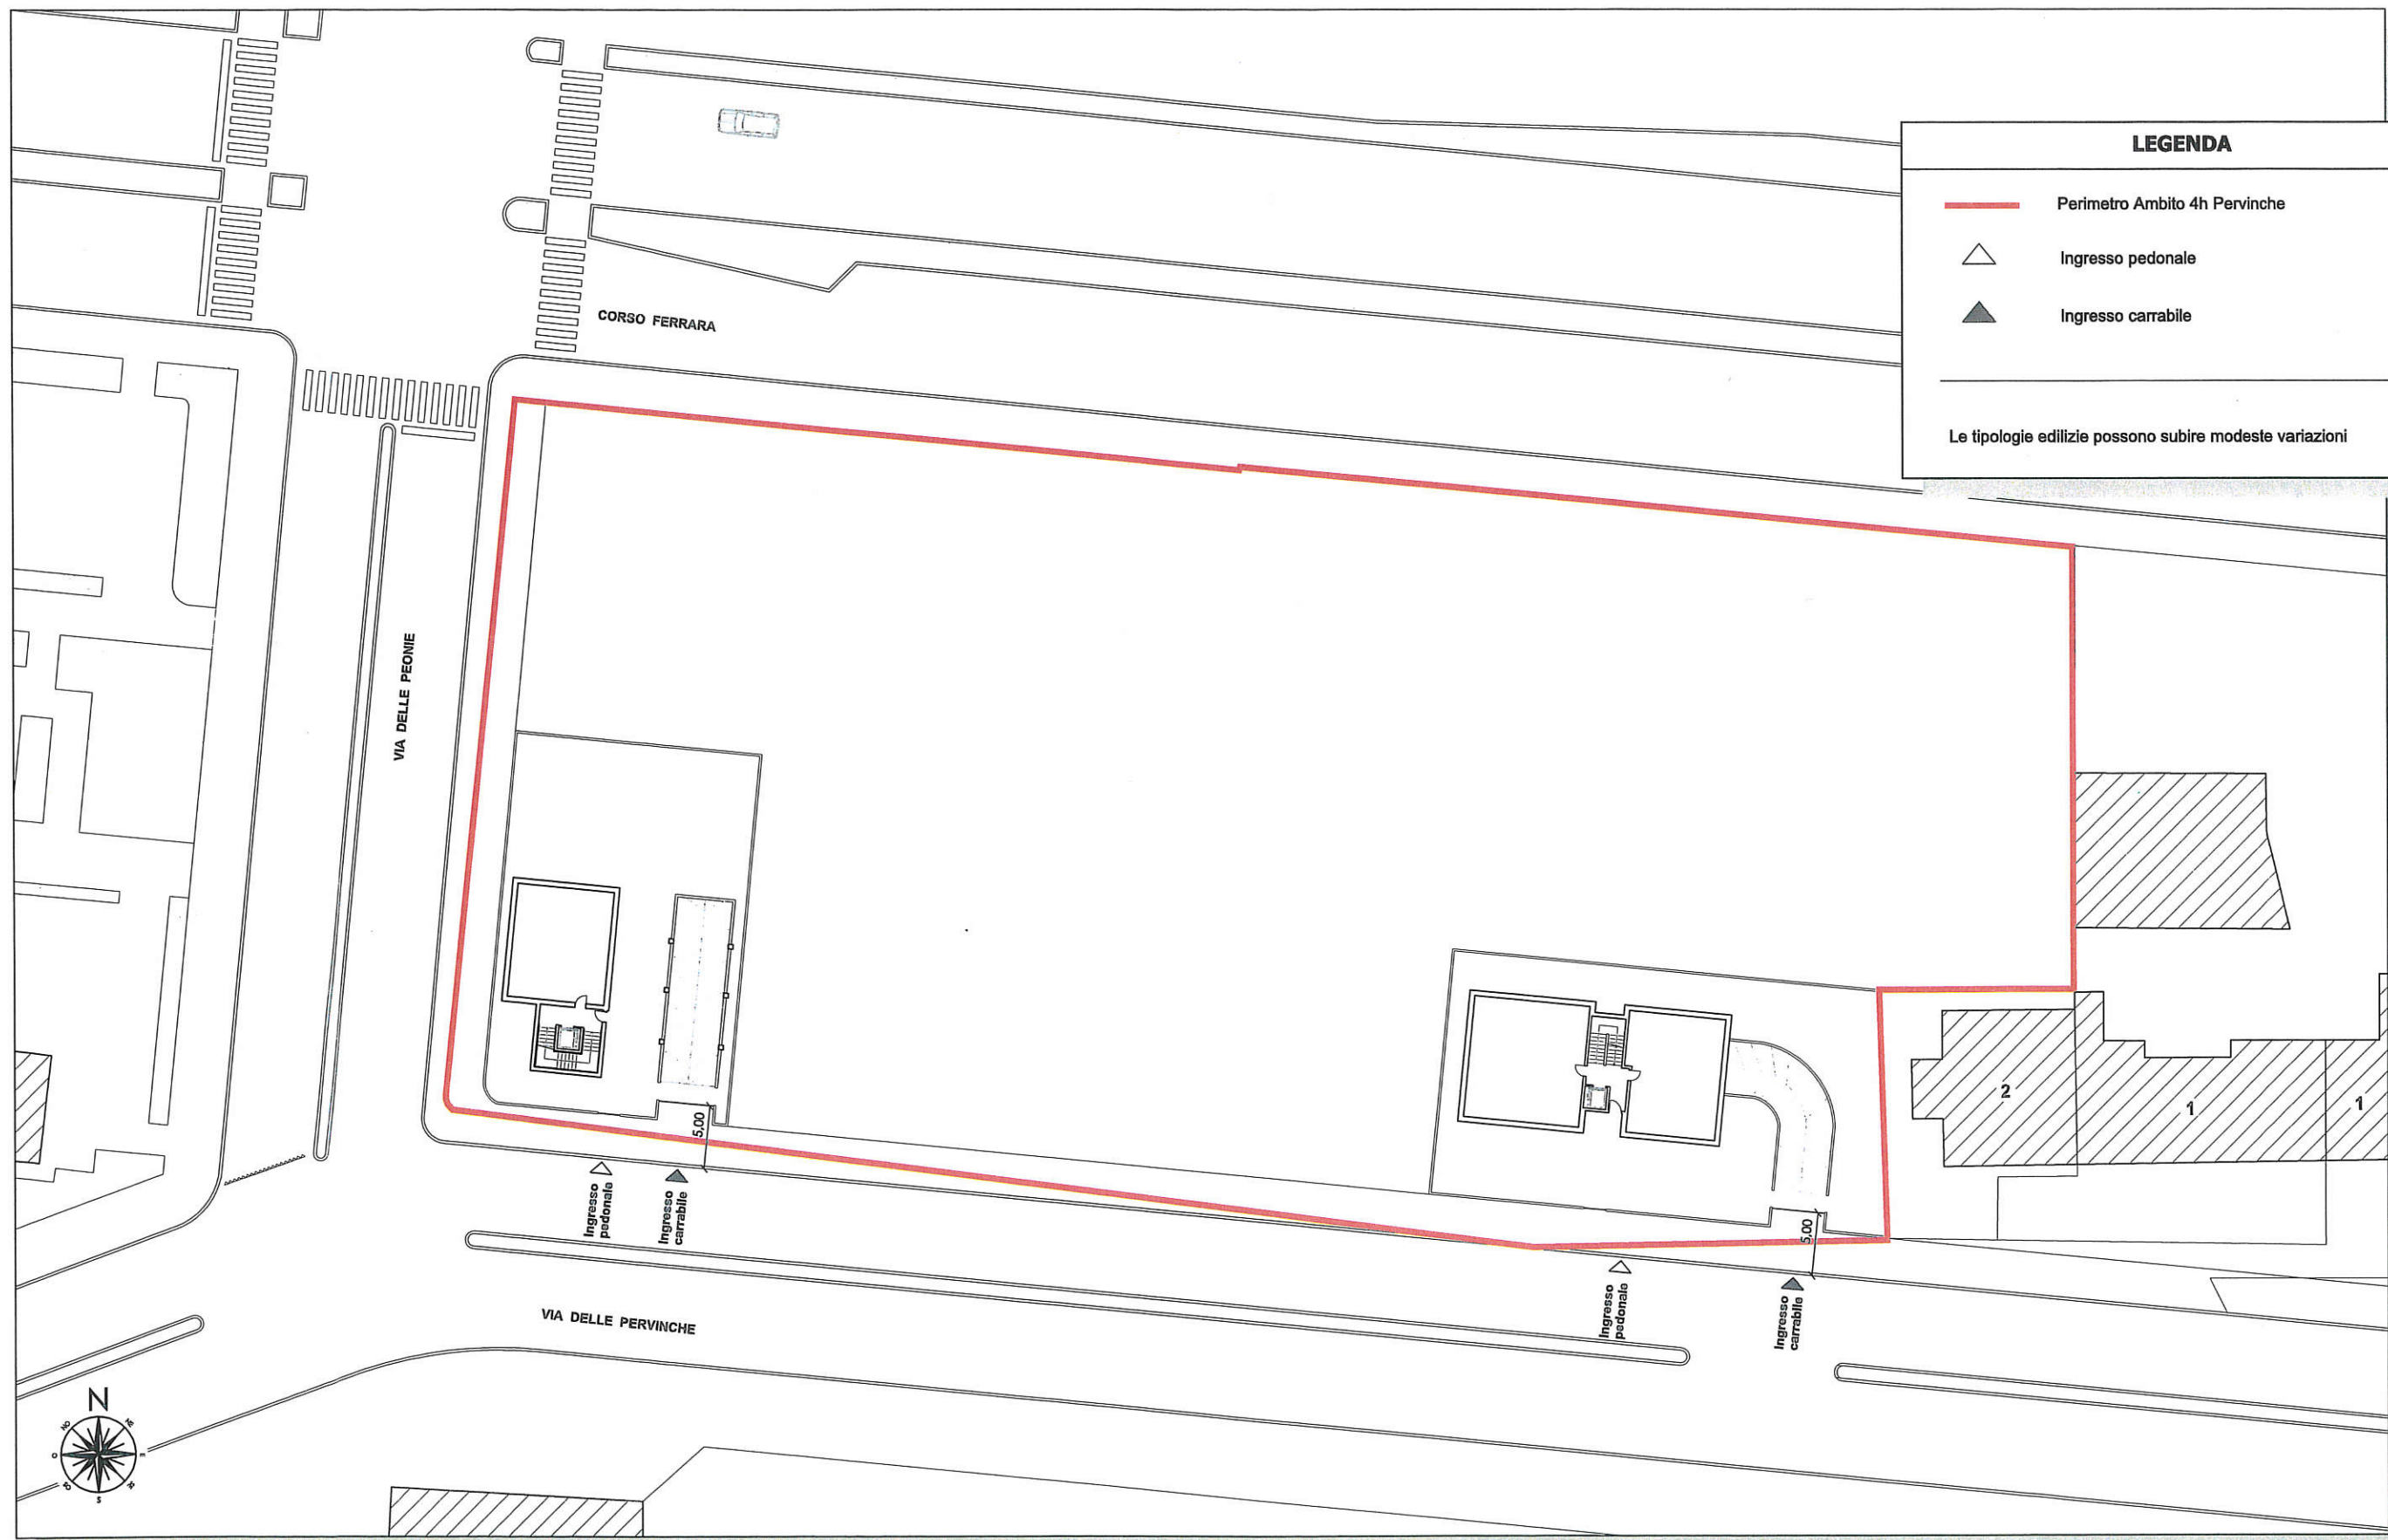 LEGENDA
Perimetro Ambito 4h Pervinche
Ingresso pedonale
Ingresso carrabile
Le tipologie edilizie possono subire modeste variazioni
CORSO FERRARA
VIA DELLE PEONIE
2
1
1
5,00
5,00
Ingresso
pedonale
Ingresso
carrabile
Ingresso
pedonale
Ingresso
carrabile
VIA DELLE PERVINCHE
N
NO
O
E
S